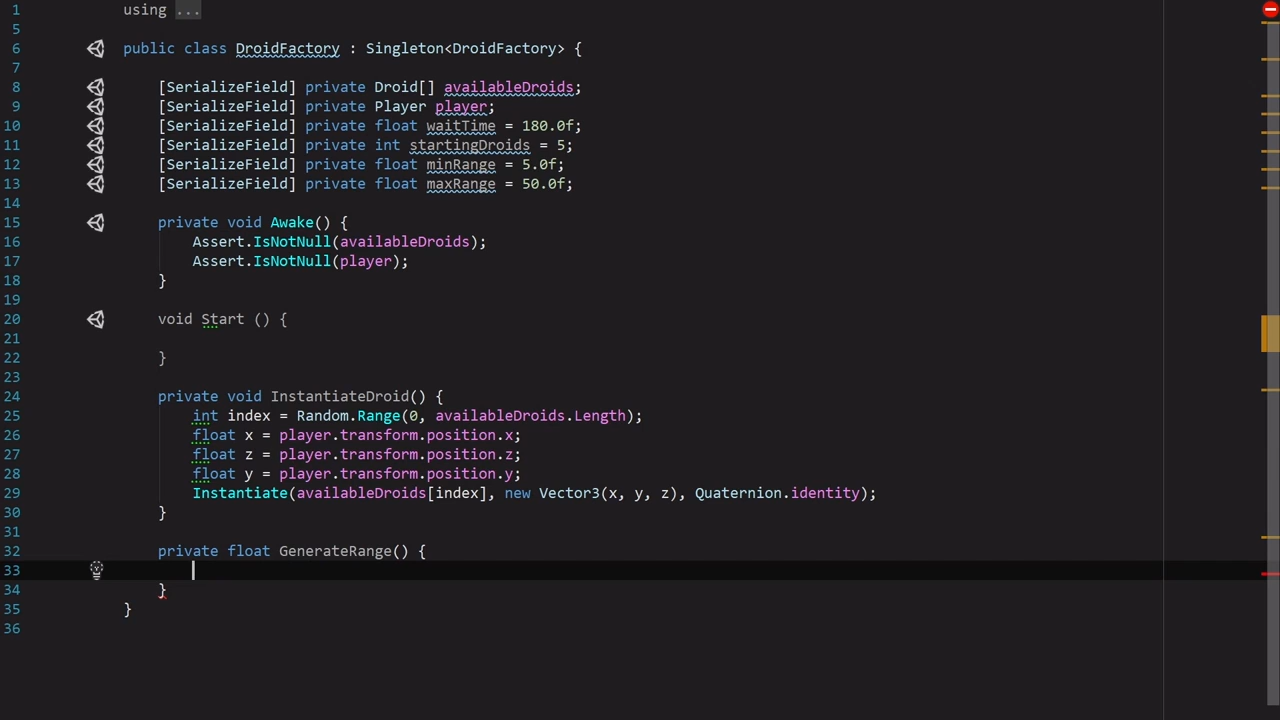 1 using ...
5
6 public class DroidFactory : Singleton<DroidFactory> {
7
8 [SerializeField] private Droid[] availableDroids;
9 [SerializeField] private Player player;
10 [SerializeField] private float waitTime = 180.0f;
11 [SerializeField] private int startingDroids = 5;
12 [SerializeField] private float minRange = 5.0f;
13 [SerializeField] private float maxRange = 50.0f;
14
15 private void Awake() {
16 Assert.IsNotNull(availableDroids);
17 Assert.IsNotNull(player);
18 }
19
20 void Start () {
21
22 }
23
24 private void InstantiateDroid() {
25 int index = Random.Range(0, availableDroids.Length);
26 float x = player.transform.position.x;
27 float z = player.transform.position.z;
28 float y = player.transform.position.y;
29 Instantiate(availableDroids[index], new Vector3(x, y, z), Quaternion.identity);
30 }
31
32 private float GenerateRange() {
33
34 }
35 }
36